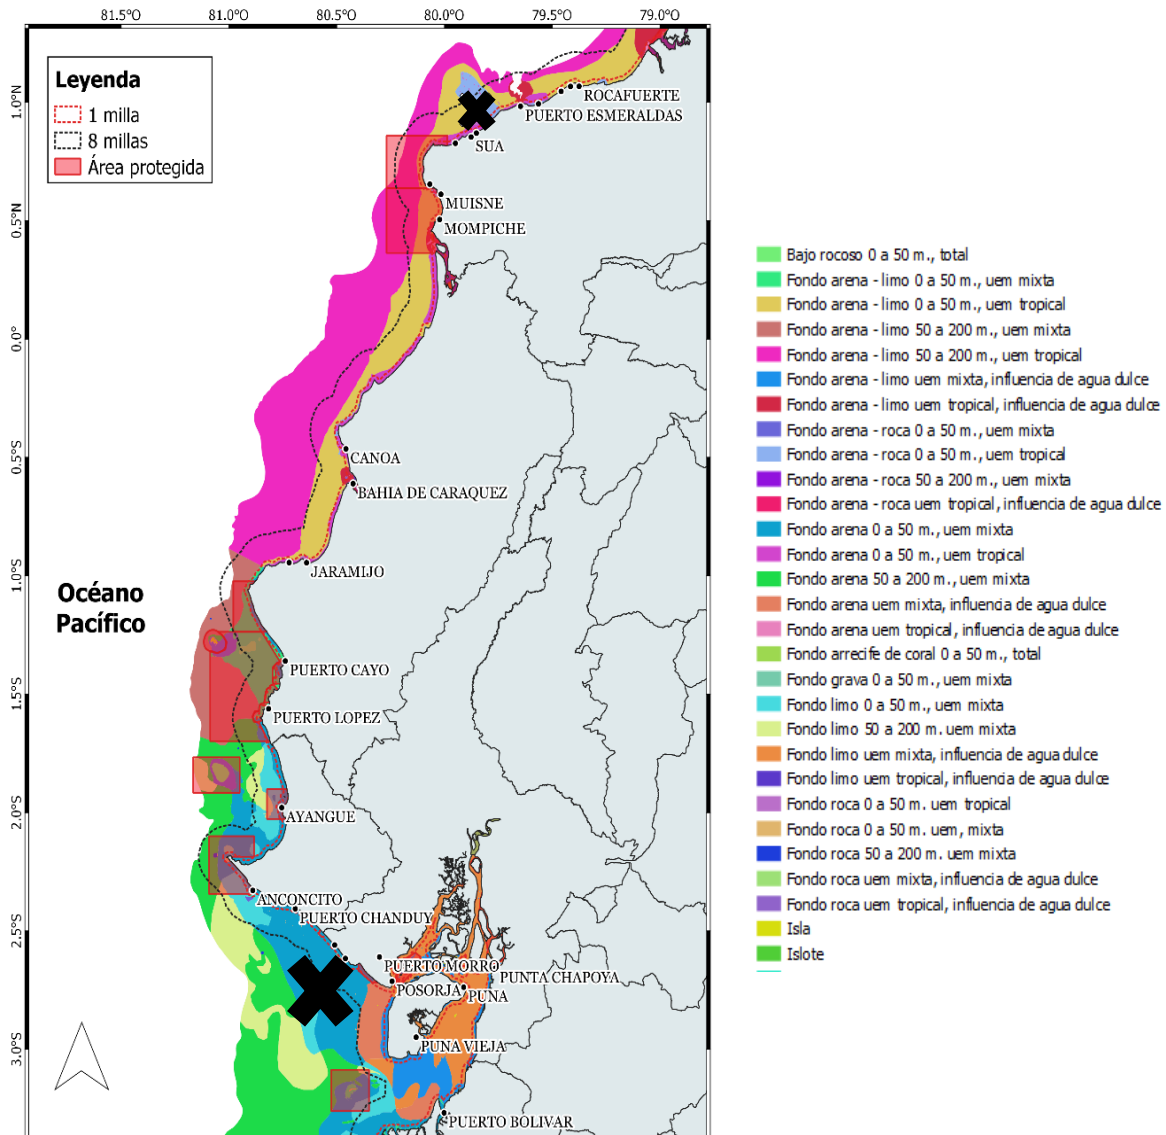 81.5°O 81.0°O 80.5°O 80.0°O 79.5°O 79.0°O
Leyenda
1 milla
8 millas
Área protegida
1.0°N
0.5°N
0.0°
0.5°S
1.0°S
1.5°S
2.0°S
2.5°S
3.0°S
Océano
Pacífico
ROCAFUERTE
PUERTO ESMERALDAS
SUA
MUISNE
MOMPICHE
CANOA
BAHIA DE CARAQUEZ
JARAMIJO
PUERTO CAYO
PUERTO LOPEZ
AYANGUE
ANCONCITO
PUERTO CHANDUY
PUERTO MORRO
PUNTA CHAPOYA
POSORJA
PUNA
PUNA VIEJA
PUERTO BOLIVAR
Bajo rocoso 0 a 50 m., total
Fondo arena - limo 0 a 50 m., uem mixta
Fondo arena - limo 0 a 50 m., uem tropical
Fondo arena - limo 50 a 200 m., uem mixta
Fondo arena - limo 50 a 200 m., uem tropical
Fondo arena - limo uem mixta, influencia de agua dulce
Fondo arena - limo uem tropical, influencia de agua dulce
Fondo arena - roca 0 a 50 m., uem mixta
Fondo arena - roca 0 a 50 m., uem tropical
Fondo arena - roca 50 a 200 m., uem mixta
Fondo arena - roca uem tropical, influencia de agua dulce
Fondo arena 0 a 50 m., uem mixta
Fondo arena 0 a 50 m., uem tropical
Fondo arena 50 a 200 m., uem mixta
Fondo arena uem mixta, influencia de agua dulce
Fondo arena uem tropical, influencia de agua dulce
Fondo arrecife de coral 0 a 50 m., total
Fondo grava 0 a 50 m., uem mixta
Fondo limo 0 a 50 m., uem mixta
Fondo limo 50 a 200 m. uem mixta
Fondo limo uem mixta, influencia de agua dulce
Fondo limo uem tropical, influencia de agua dulce
Fondo roca 0 a 50 m. uem tropical
Fondo roca 0 a 50 m. uem, mixta
Fondo roca 50 a 200 m. uem mixta
Fondo roca uem mixta, influencia de agua dulce
Fondo roca uem tropical, influencia de agua dulce
Isla
Islote